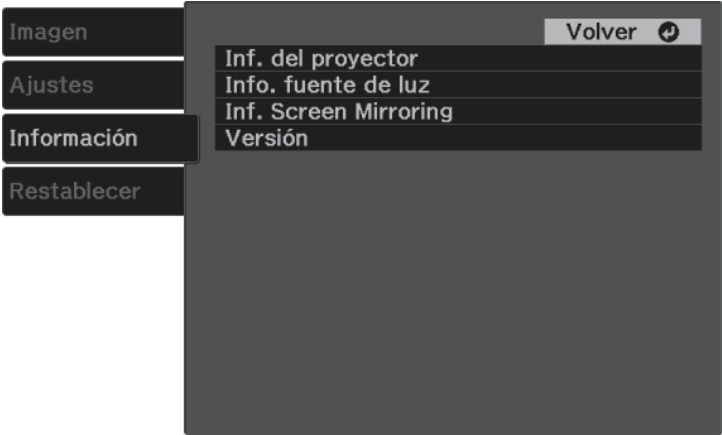 Imagen
Ajustes
Información
Restablecer
Volver
Inf. del proyector
Info. fuente de luz
Inf. Screen Mirroring
Versión